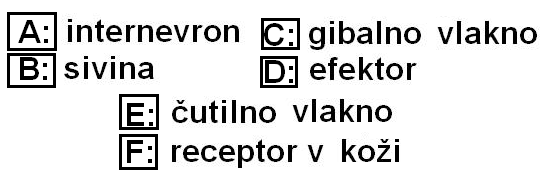 A: internevron C: gibalno vlakno
B: sivina D: efektor
E: čutilno vlakno
F: receptor v koži